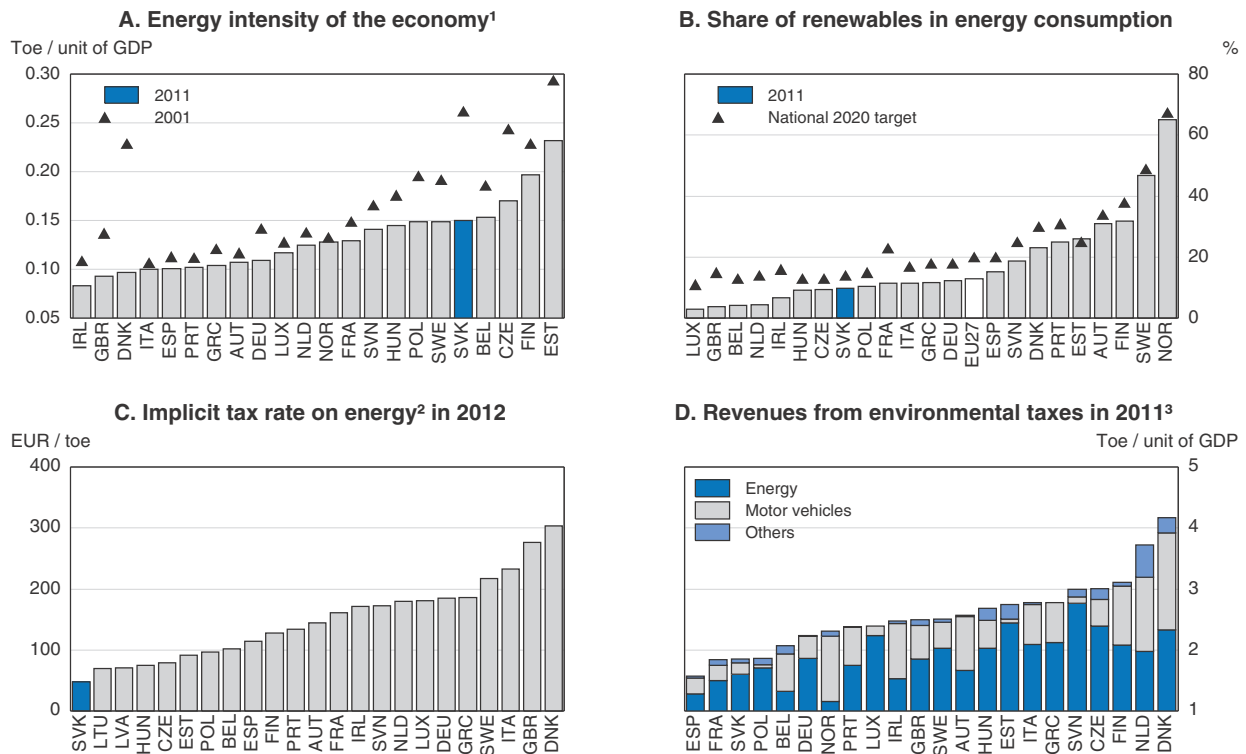 A. Energy intensity of the economy¹
Toe / unit of GDP
0.30
0.25
0.20
0.15
0.10
0.05
2011
2001
IRL GBR DNK ITA ESP PRT GRC AUT DEU LUX NLD NOR FRA SVN HUN POL SWE SVK BEL CZE FIN EST
B. Share of renewables in energy consumption
%
80
60
40
20
0
2011
National 2020 target
LUX GBR BEL NLD IRL HUN CZE SVK POL FRA ITA GRC DEU EU27 ESP SVN DNK PRT EST AUT FIN SWE NOR
C. Implicit tax rate on energy² in 2012
EUR / toe
400
300
200
100
0
SVK LTU LVA HUN CZE EST POL BEL ESP FIN PRT AUT FRA IRL SVN NLD LUX DEU GRC SWE ITA GBR DNK
D. Revenues from environmental taxes in 2011³
Toe / unit of GDP
5
4
3
2
1
Energy
Motor vehicles
Others
ESP FRA SVK POL BEL DEU NOR PRT LUX IRL GBR SWE AUT HUN EST ITA GRC SVN CZE FIN NLD DNK